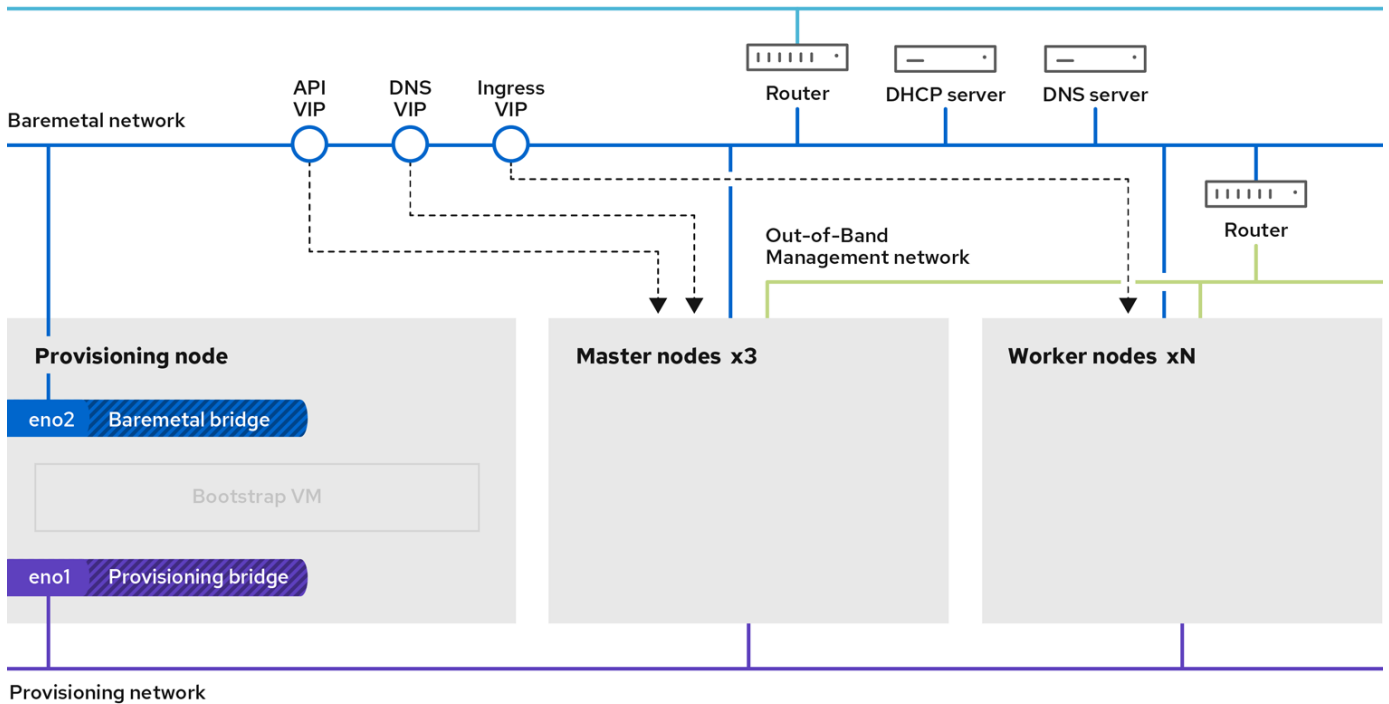 API
VIP
DNS
VIP
Ingress
VIP
Router
DHCP server
DNS server
Baremetal network
Router
Out-of-Band
Management network
Provisioning node
Master nodes x3
Worker nodes xN
eno2
Baremetal bridge
Bootstrap VM
eno1
Provisioning bridge
Provisioning network